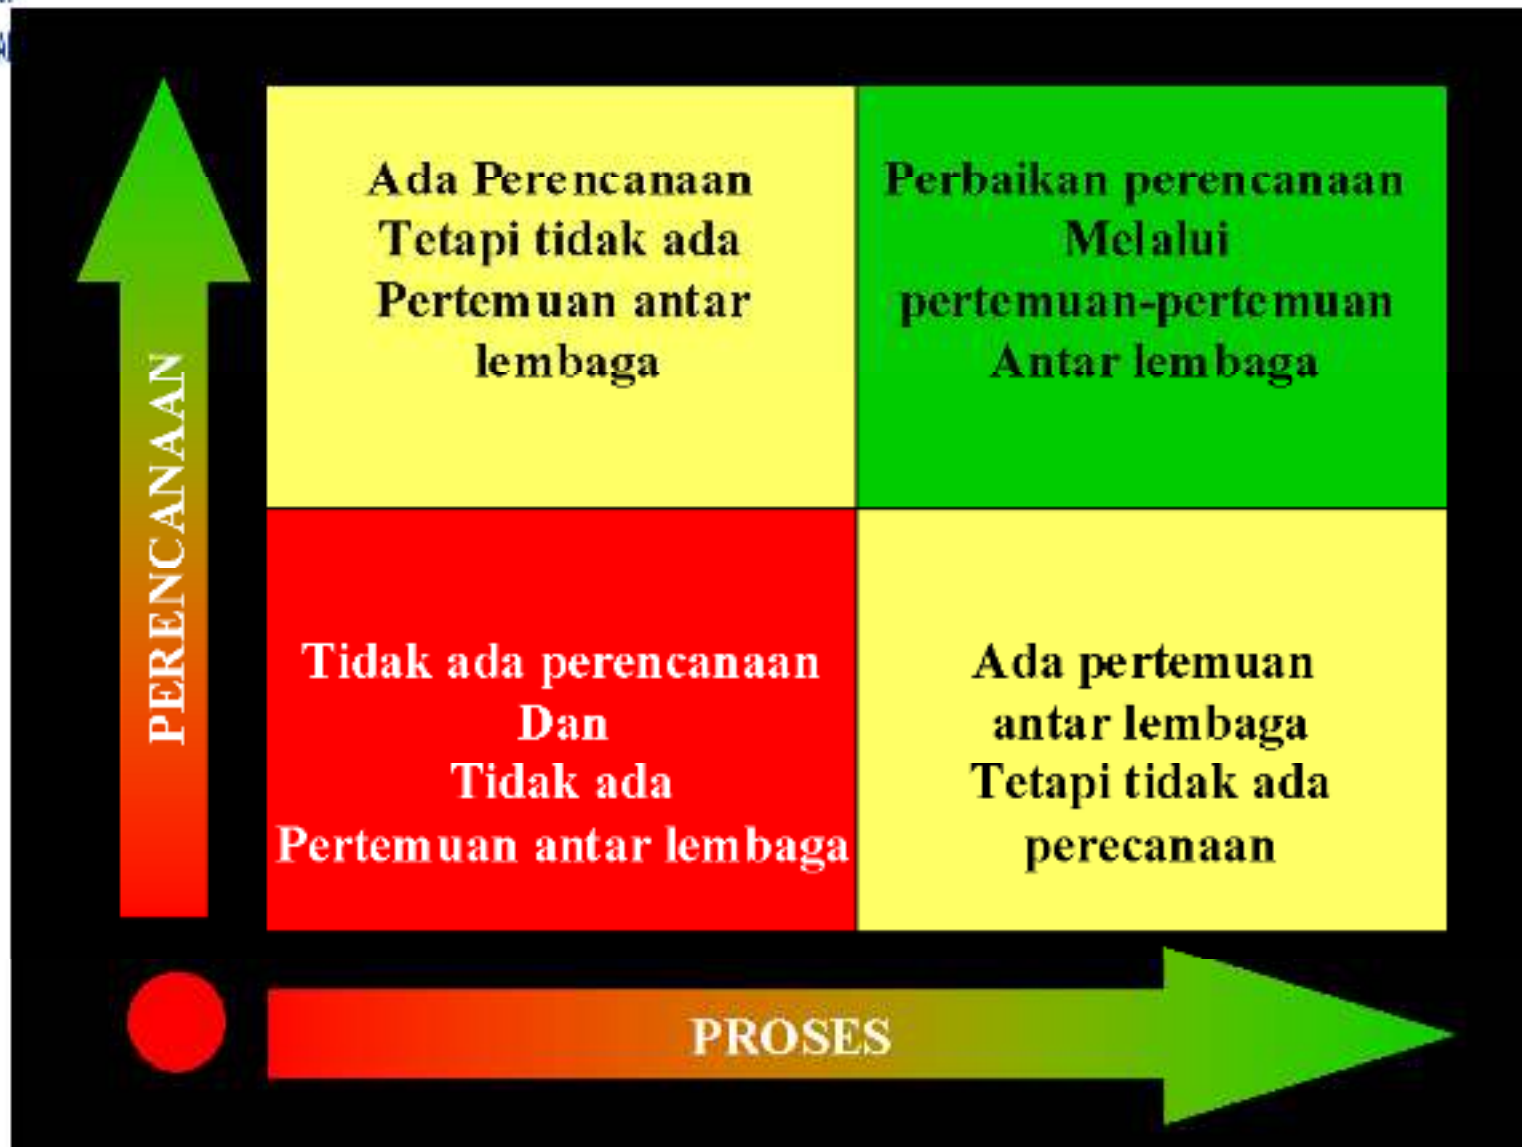 Ada Perencanaan
Tetapi tidak ada
Pertemuan antar
lembaga
Perbaikan perencanaan
Melalui
pertemuan-pertemuan
Antar lembaga
PERENCANAAN
Tidak ada perencanaan
Dan
Tidak ada
Pertemuan antar lembaga
Ada pertemuan
antar lembaga
Tetapi tidak ada
perecanaan
PROSES